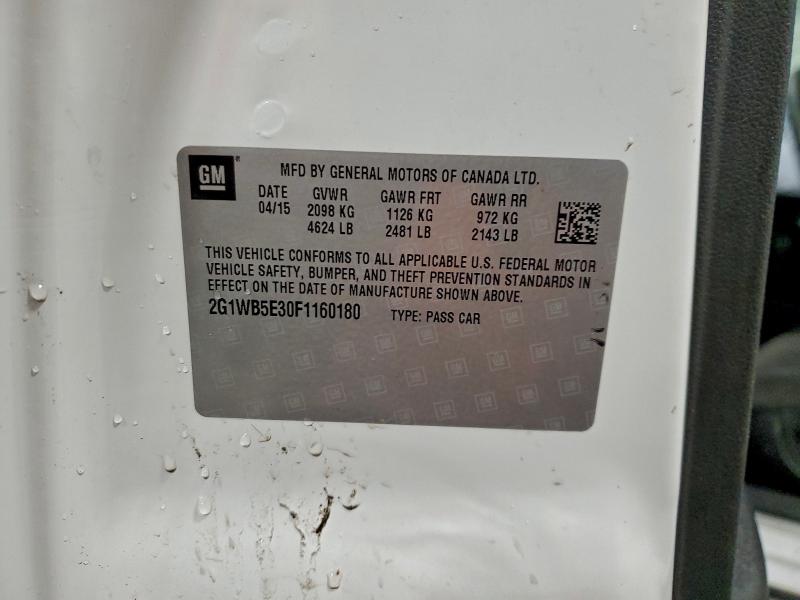 GM
MFD BY GENERAL MOTORS OF CANADA LTD.
DATE GVWR GAWR FRT GAWR RR
04/15 2098 KG 1126 KG 972 KG
4624 LB 2481 LB 2143 LB
THIS VEHICLE CONFORMS TO ALL APPLICABLE U.S. FEDERAL MOTOR
VEHICLE SAFETY, BUMPER, AND THEFT PREVENTION STANDARDS IN
EFFECT ON THE DATE OF MANUFACTURE SHOWN ABOVE.
2G1WB5E30F1160180 TYPE: PASS CAR